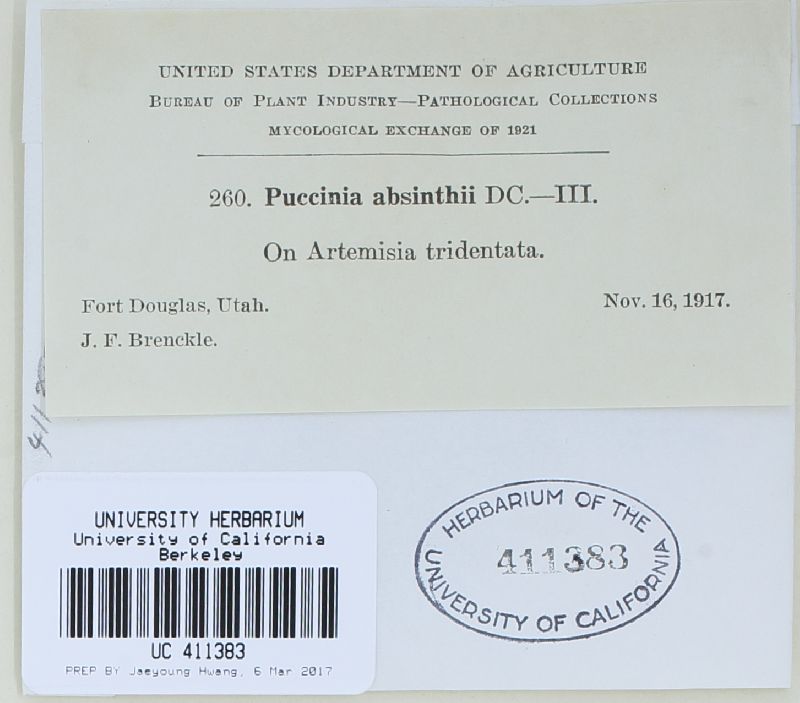 UNITED STATES DEPARTMENT OF AGRICULTURE
BUREAU OF PLANT INDUSTRY—PATHOLOGICAL COLLECTIONS
MYCOLOGICAL EXCHANGE OF 1921
260. Puccinia absinthii DC.—III.
On Artemisia tridentata.
Fort Douglas, Utah. Nov. 16, 1917.
J. F. Brenckle.
UNIVERSITY HERBARIUM
University of California
Berkeley
UC 411383
PREP BY Jaeyoung Hwang, 6 Mar 2017
HERBARIUM OF THE
411383
UNIVERSITY OF CALIFORNIA